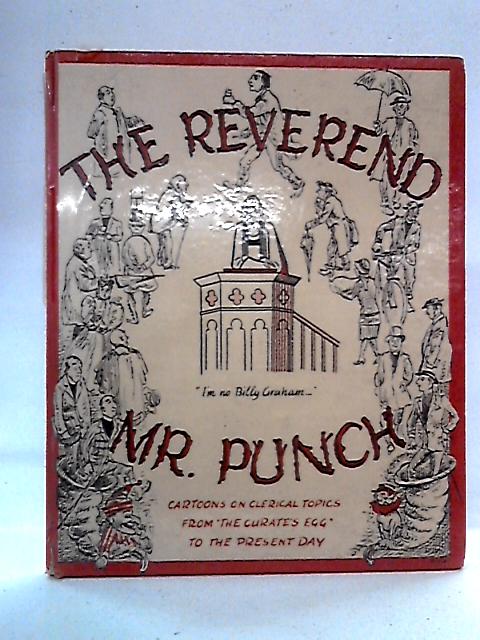 THE REVEREND
"I'm no Billy Graham..."
MR. PUNCH
CARTOONS ON CLERICAL TOPICS
FROM "THE CURATE'S EGG"
TO THE PRESENT DAY